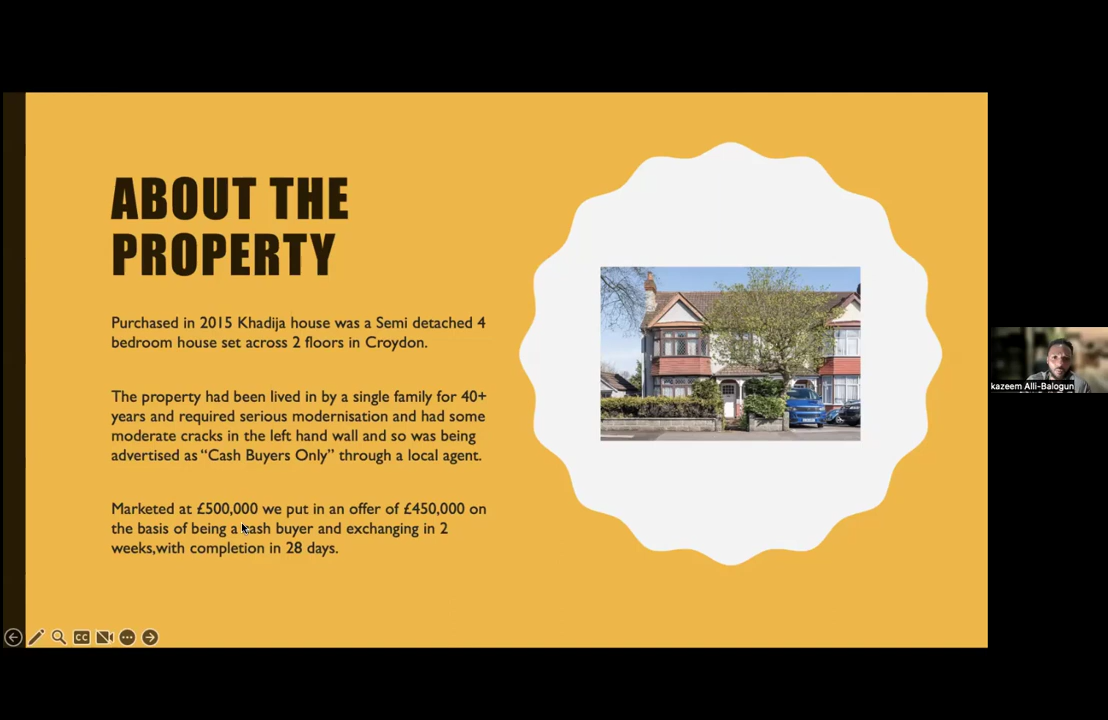 ABOUT THE
PROPERTY
Purchased in 2015 Khadija house was a Semi detached 4
bedroom house set across 2 floors in Croydon.
The property had been lived in by a single family for 40+
years and required serious modernisation and had some
moderate cracks in the left hand wall and so was being
advertised as “Cash Buyers Only” through a local agent.
Marketed at £500,000 we put in an offer of £450,000 on
the basis of being a cash buyer and exchanging in 2
weeks,with completion in 28 days.
kazeem Alli-Balogun
CC